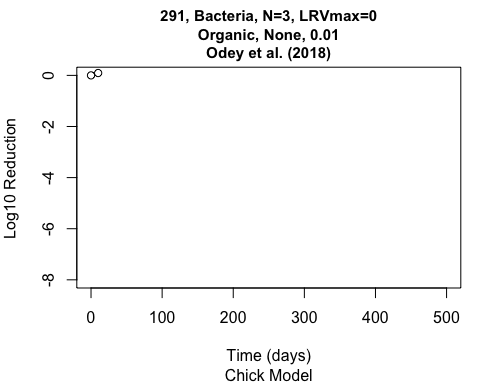 291, Bacteria, N=3, LRVmax=0
Organic, None, 0.01
Odey et al. (2018)
Log10 Reduction
0
-2
-4
-6
-8
0 100 200 300 400 500
Time (days)
Chick Model